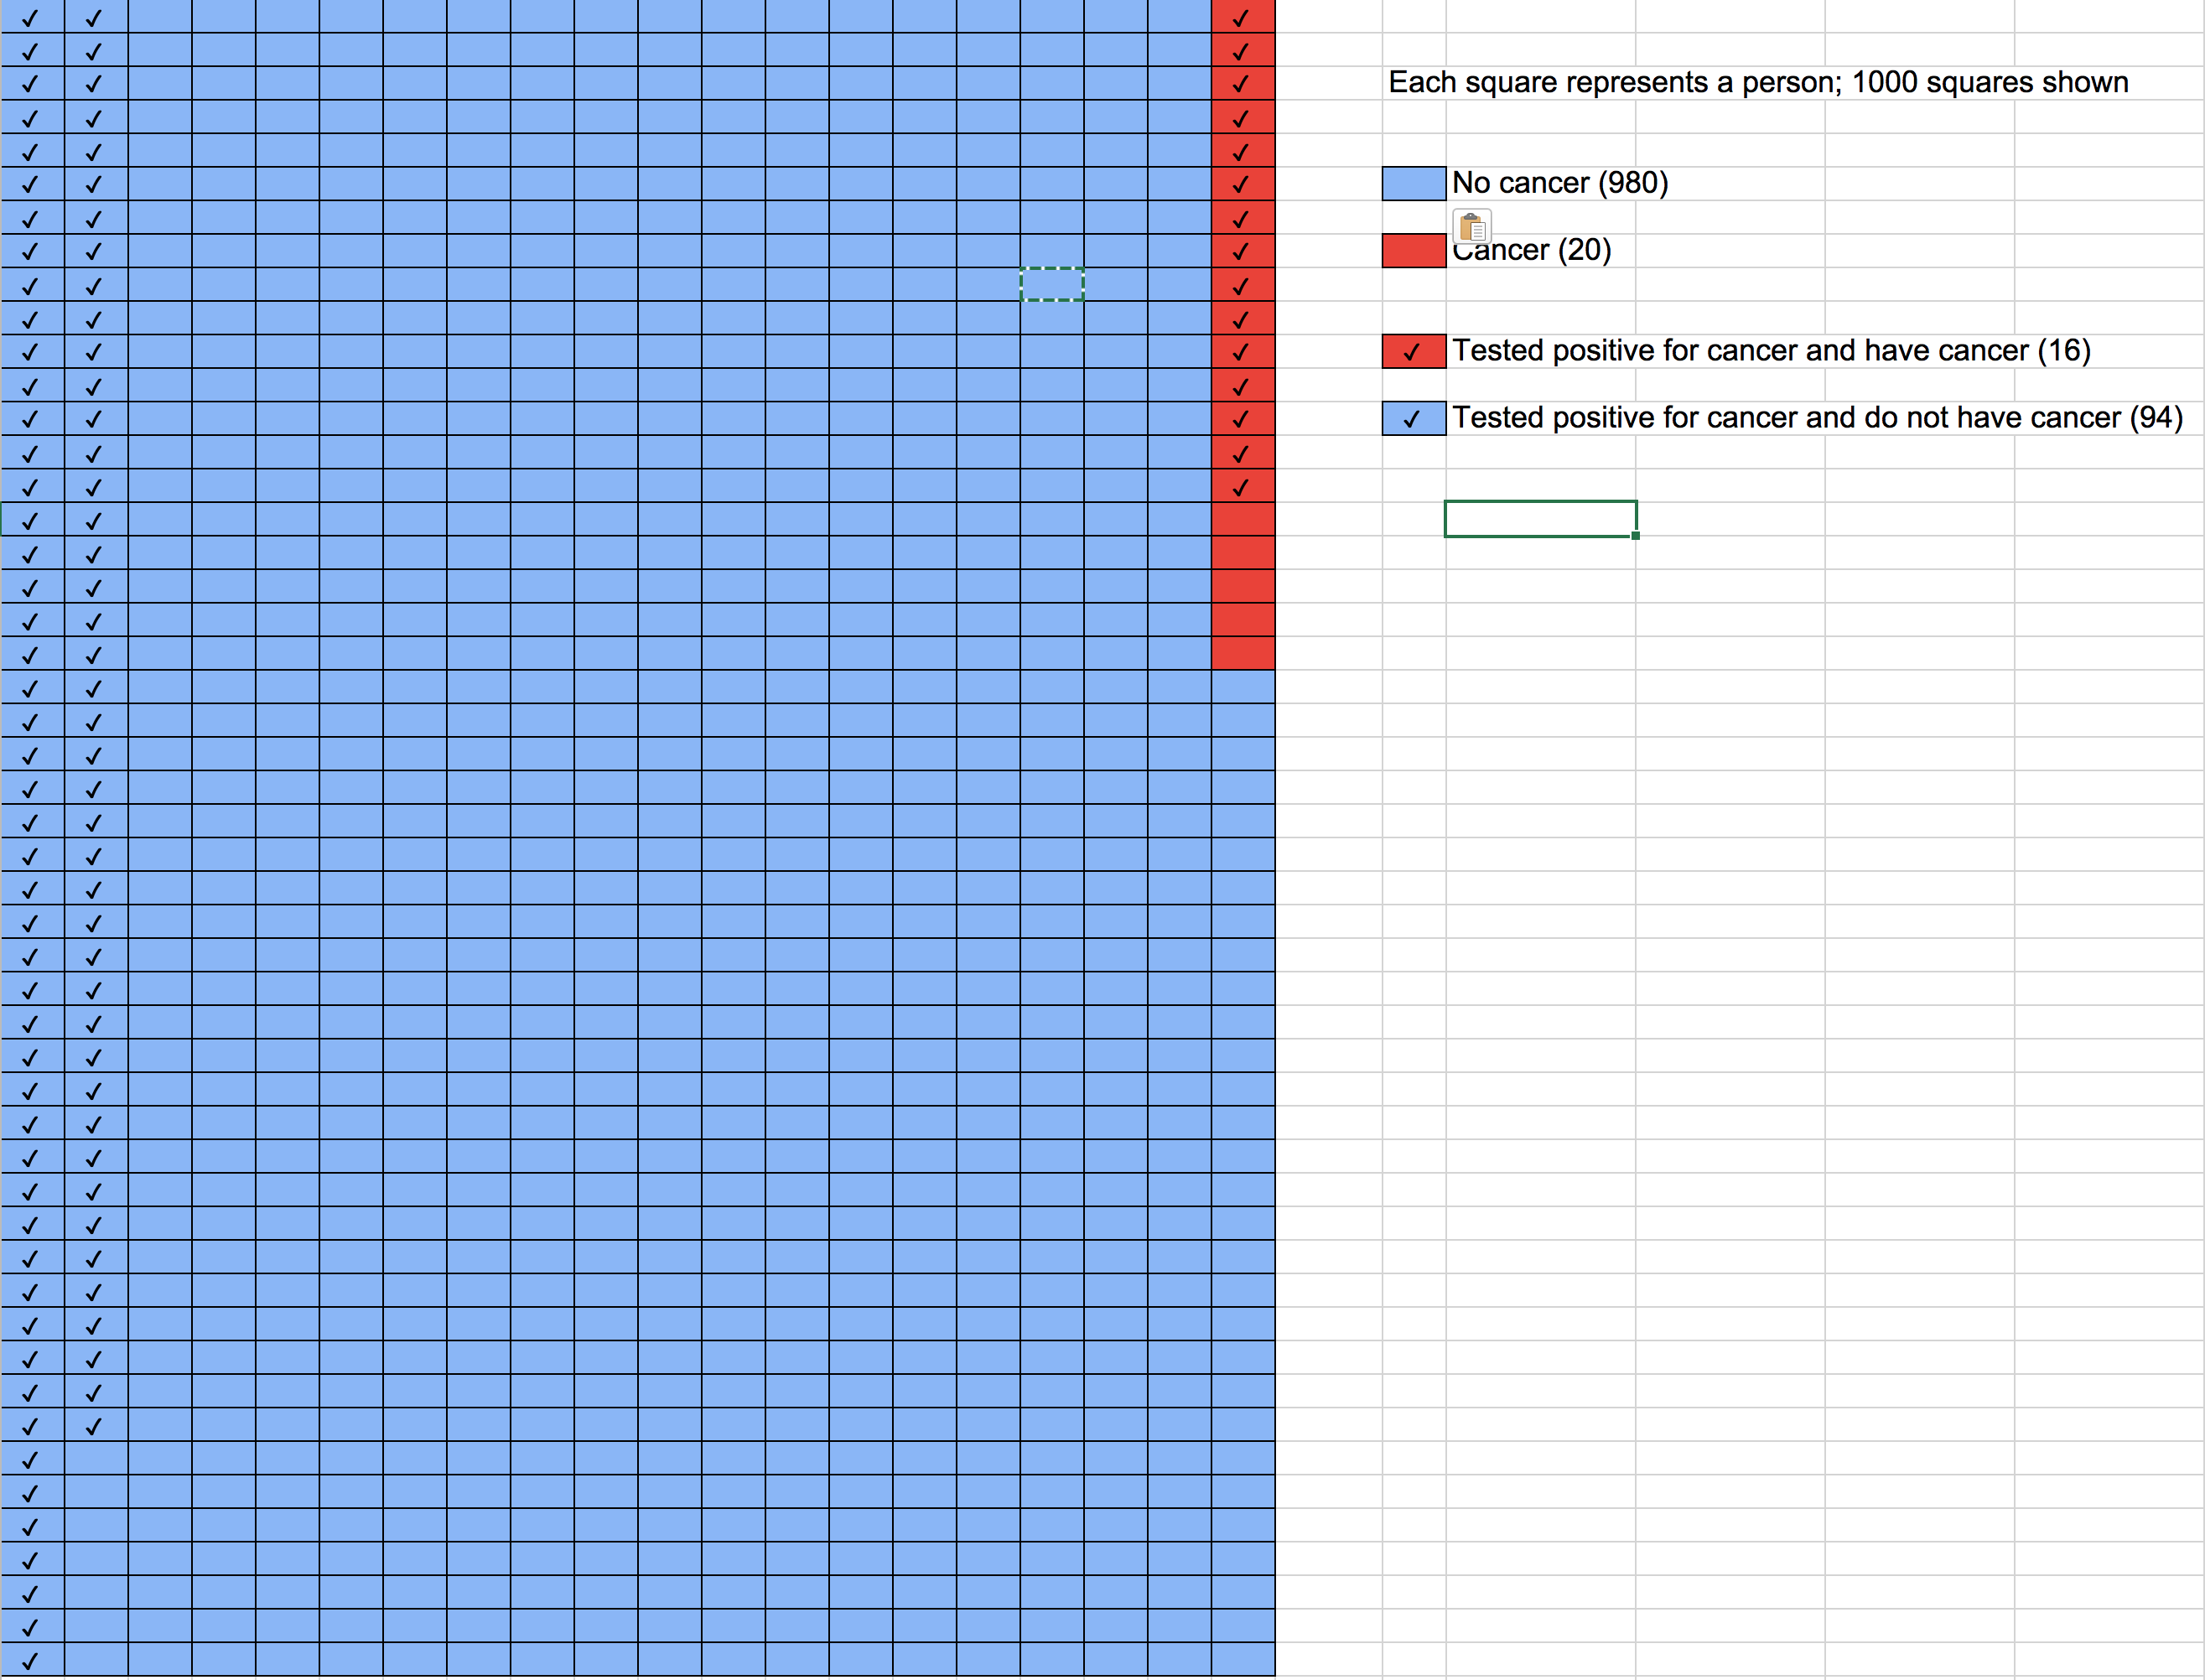 Each square represents a person; 1000 squares shown
No cancer (980)
Cancer (20)
✓ Tested positive for cancer and have cancer (16)
✓ Tested positive for cancer and do not have cancer (94)